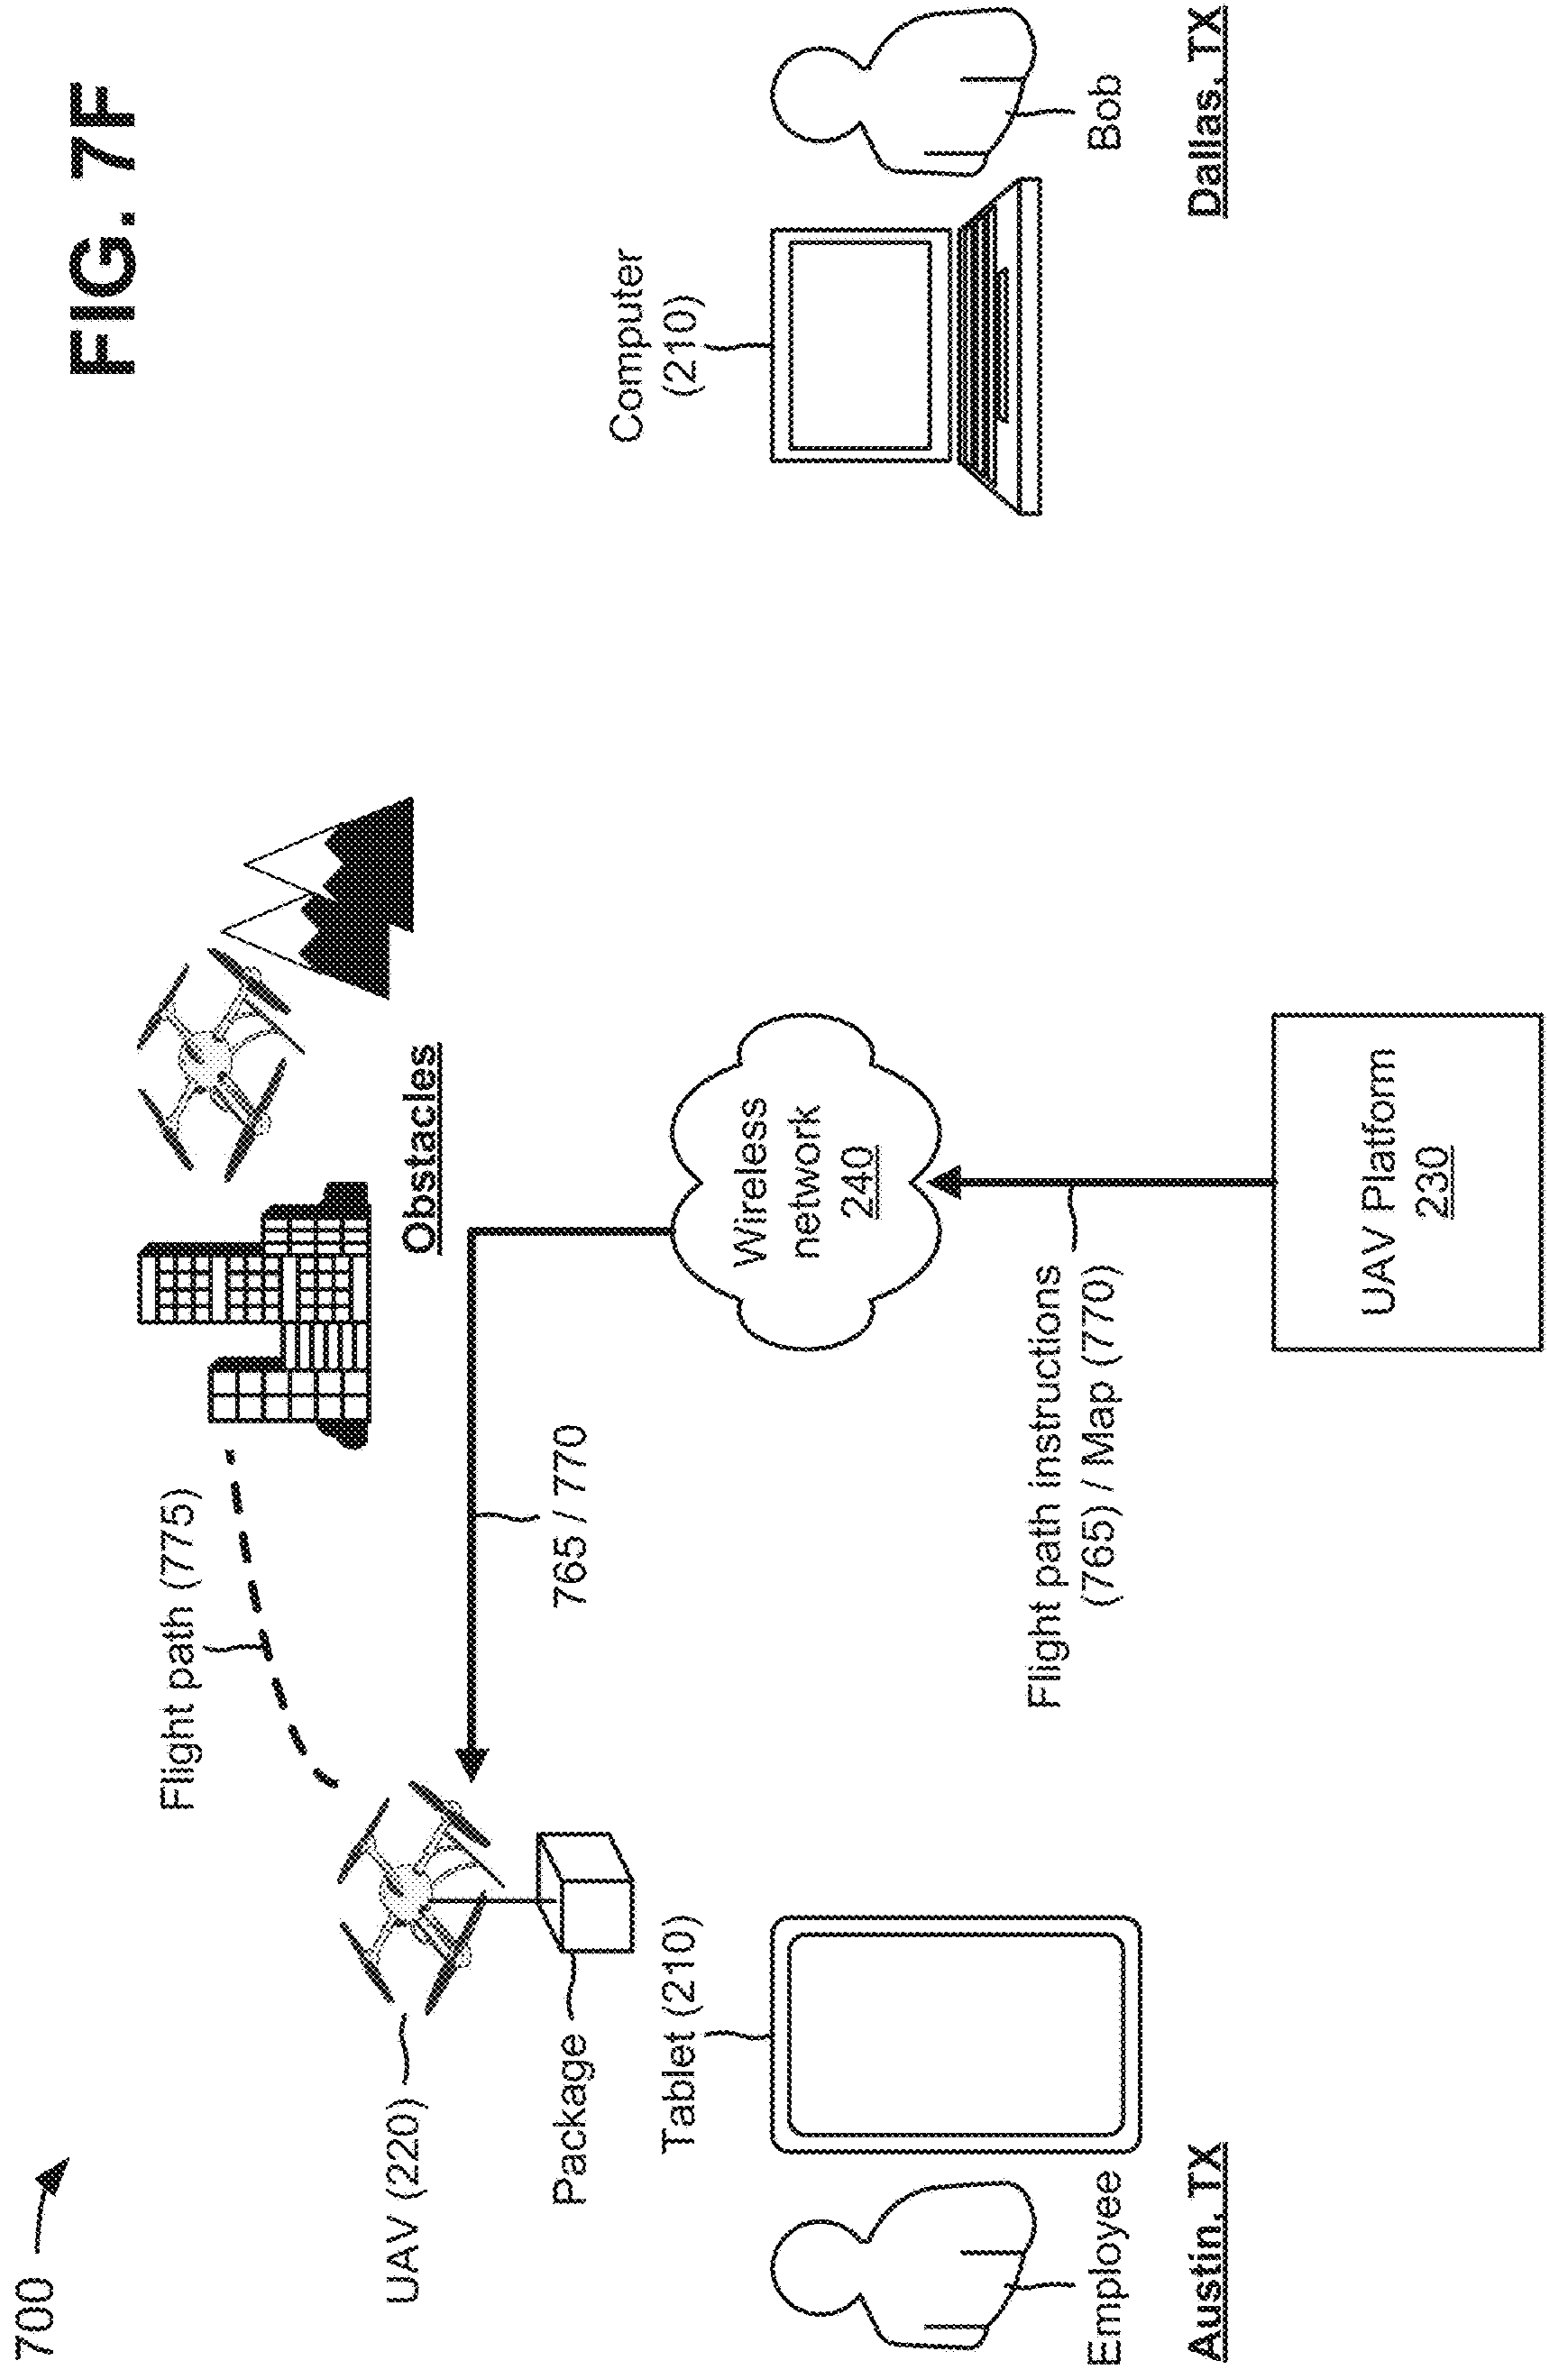 700
FIG. 7F
Flight path (775)
UAV (220)
Obstacles
Package
765 / 770
Tablet (210)
Wireless
network
240
Computer
(210)
Flight path instructions
(765) / Map (770)
Employee
Bob
Austin, TX
Dallas, TX
UAV Platform
230